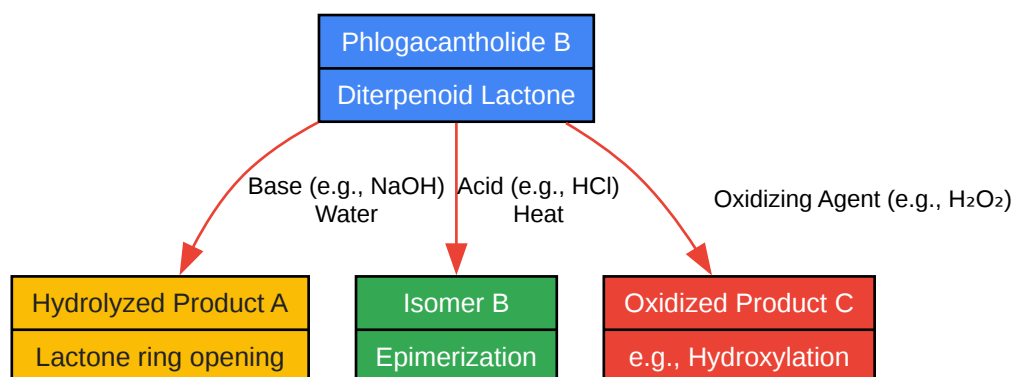 Phlogacantholide B
Diterpenoid Lactone
Base (e.g., NaOH)
Water
Acid (e.g., HCl)
Heat
Oxidizing Agent (e.g., H₂O₂)
Hydrolyzed Product A
Lactone ring opening
Isomer B
Epimerization
Oxidized Product C
e.g., Hydroxylation